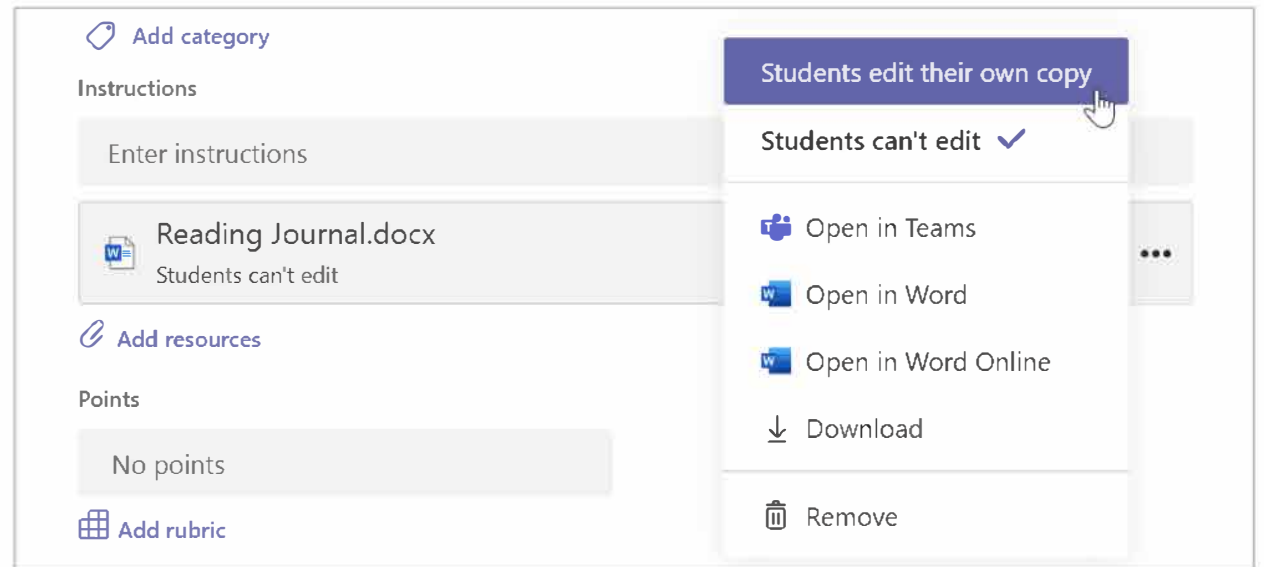 Add category
Instructions
Enter instructions
Reading Journal.docx
Students can't edit
Add resources
Points
No points
Add rubric
Students edit their own copy
Students can't edit
Open in Teams
Open in Word
Open in Word Online
Download
Remove